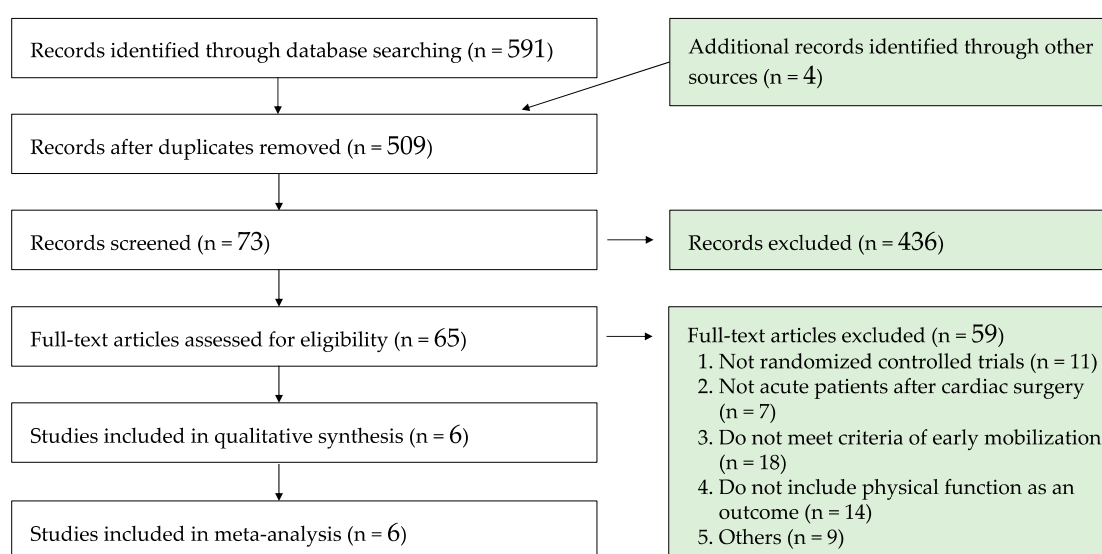 Records identified through database searching (n = 591)
Additional records identified through other
sources (n = 4)
Records after duplicates removed (n = 509)
Records screened (n = 73)
Records excluded (n = 436)
Full-text articles assessed for eligibility (n = 65)
Full-text articles excluded (n = 59)
1. Not randomized controlled trials (n = 11)
2. Not acute patients after cardiac surgery
(n = 7)
3. Do not meet criteria of early mobilization
(n = 18)
4. Do not include physical function as an
outcome (n = 14)
5. Others (n = 9)
Studies included in qualitative synthesis (n = 6)
Studies included in meta-analysis (n = 6)